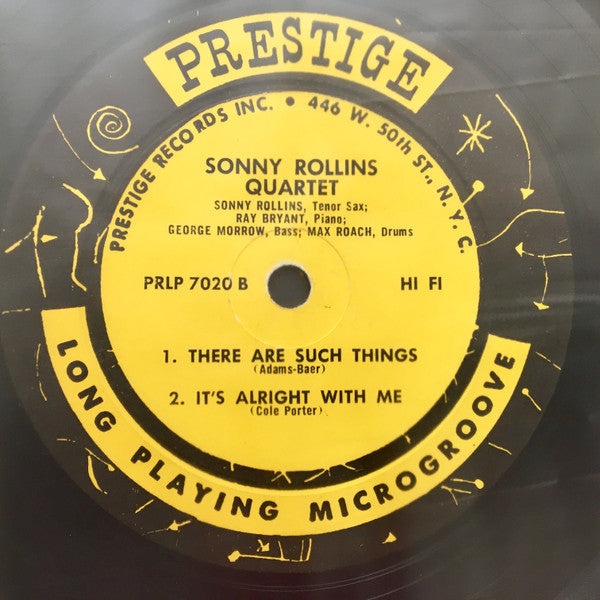 PRESTIGE
PRESTIGE RECORDS INC. • 446 W. 50th ST., N. Y. C.
SONNY ROLLINS
QUARTET
SONNY ROLLINS, Tenor Sax;
RAY BRYANT, Piano;
GEORGE MORROW, Bass; MAX ROACH, Drums
PRLP 7020 B HI FI
1. THERE ARE SUCH THINGS
(Adams-Baer)
2. IT'S ALRIGHT WITH ME
(Cole Porter)
LONG PLAYING MICROGROOVE